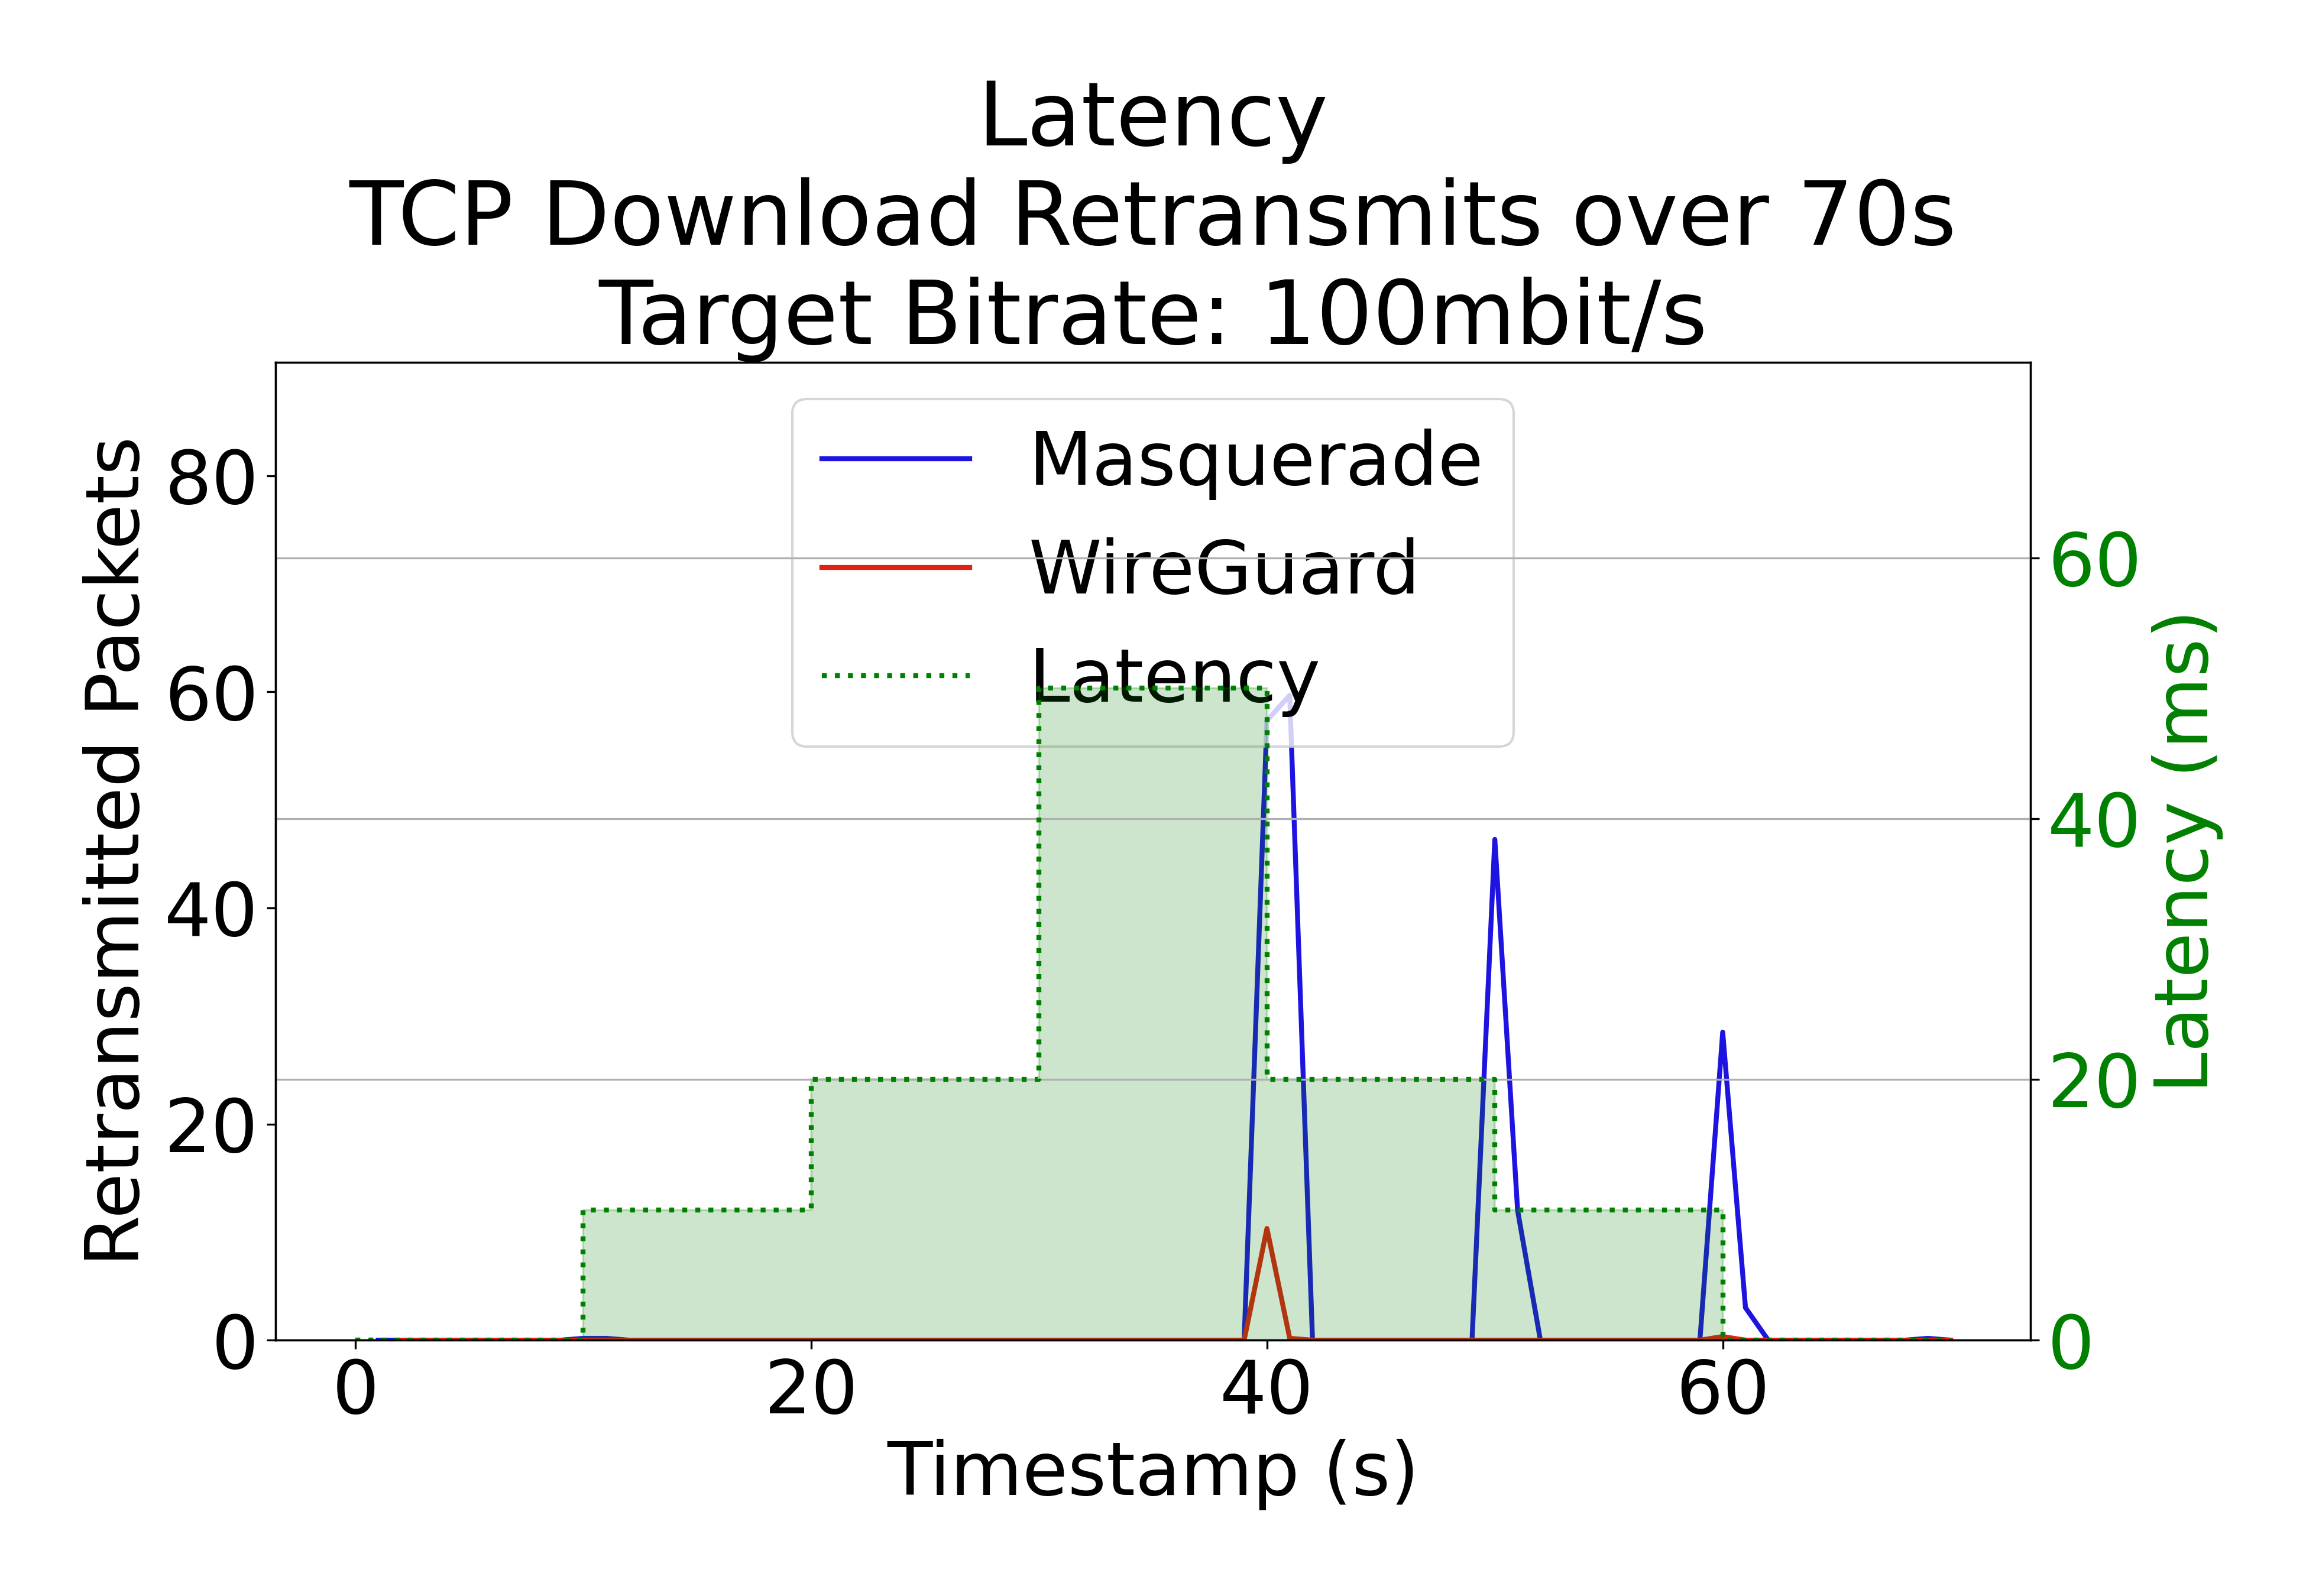 Latency
TCP Download Retransmits over 70s
Target Bitrate: 100mbit/s
Retransmitted Packets
80
60
40
20
0
Masquerade
WireGuard
Latency
60
40
20
0
Latency (ms)
0
20
40
60
Timestamp (s)